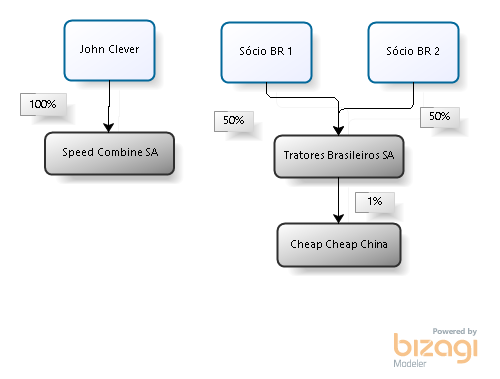 John Clever
Sócio BR 1
Sócio BR 2
100%
50%
50%
Speed Combine SA
Tratores Brasileiros SA
1%
Cheap Cheap China
Powered by
bizagi
Modeler